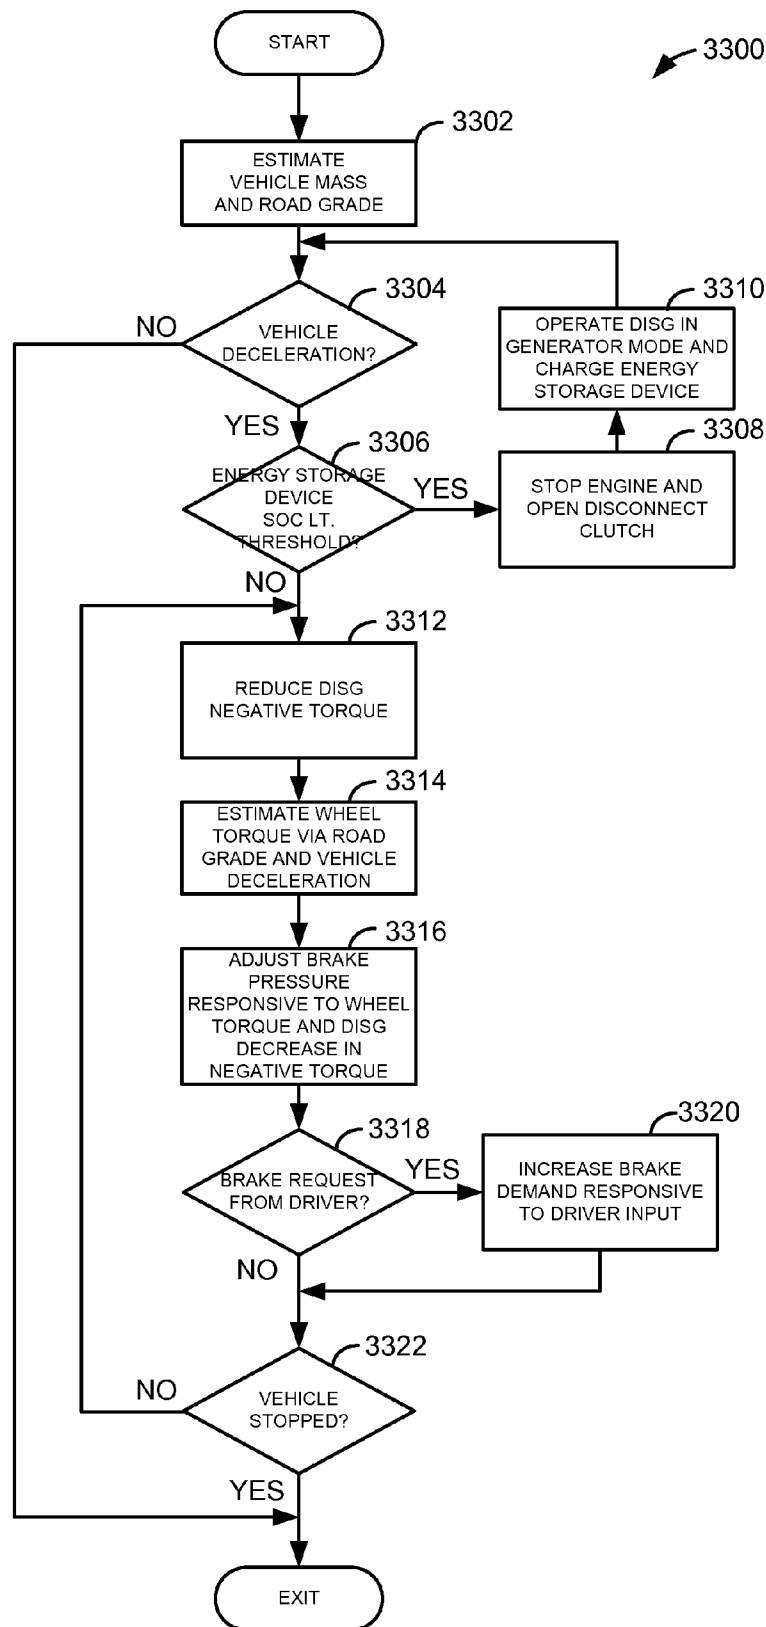 START
3300
3302
ESTIMATE
VEHICLE MASS
AND ROAD GRADE
3304
NO
VEHICLE
DECELERATION?
3310
OPERATE DISG IN
GENERATOR MODE AND
CHARGE ENERGY
STORAGE DEVICE
YES
3306
ENERGY STORAGE
DEVICE
SOC LT.
THRESHOLD?
YES
3308
STOP ENGINE AND
OPEN DISCONNECT
CLUTCH
NO
3312
REDUCE DISG
NEGATIVE TORQUE
3314
ESTIMATE WHEEL
TORQUE VIA ROAD
GRADE AND VEHICLE
DECELERATION
3316
ADJUST BRAKE
PRESSURE
RESPONSIVE TO WHEEL
TORQUE AND DISG
DECREASE IN
NEGATIVE TORQUE
3318
BRAKE REQUEST
FROM DRIVER?
YES
3320
INCREASE BRAKE
DEMAND RESPONSIVE
TO DRIVER INPUT
NO
3322
NO
VEHICLE
STOPPED?
YES
EXIT